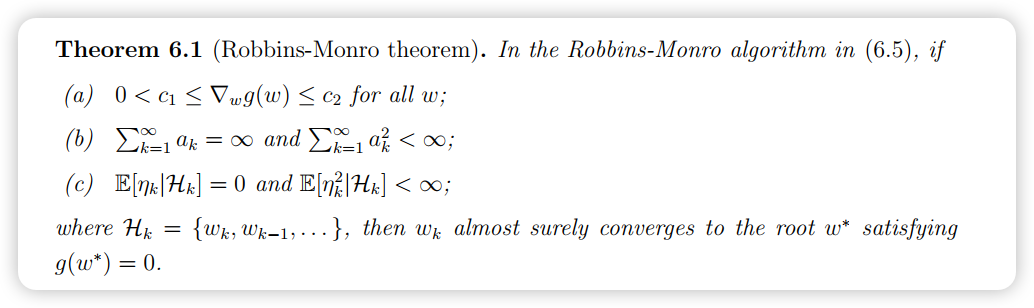 Theorem 6.1 (Robbins-Monro theorem). In the Robbins-Monro algorithm in (6.5), if
(a) 0 < c₁ ≤ ∇_w g(w) ≤ c₂ for all w;
(b) ∑_{k=1}^∞ a_k = ∞ and ∑_{k=1}^∞ a_k² < ∞;
(c) 𝔼[η_k|ℋ_k] = 0 and 𝔼[η_k²|ℋ_k] < ∞;
where ℋ_k = {w_k, w_{k−1}, . . . }, then w_k almost surely converges to the root w* satisfying
g(w*) = 0.